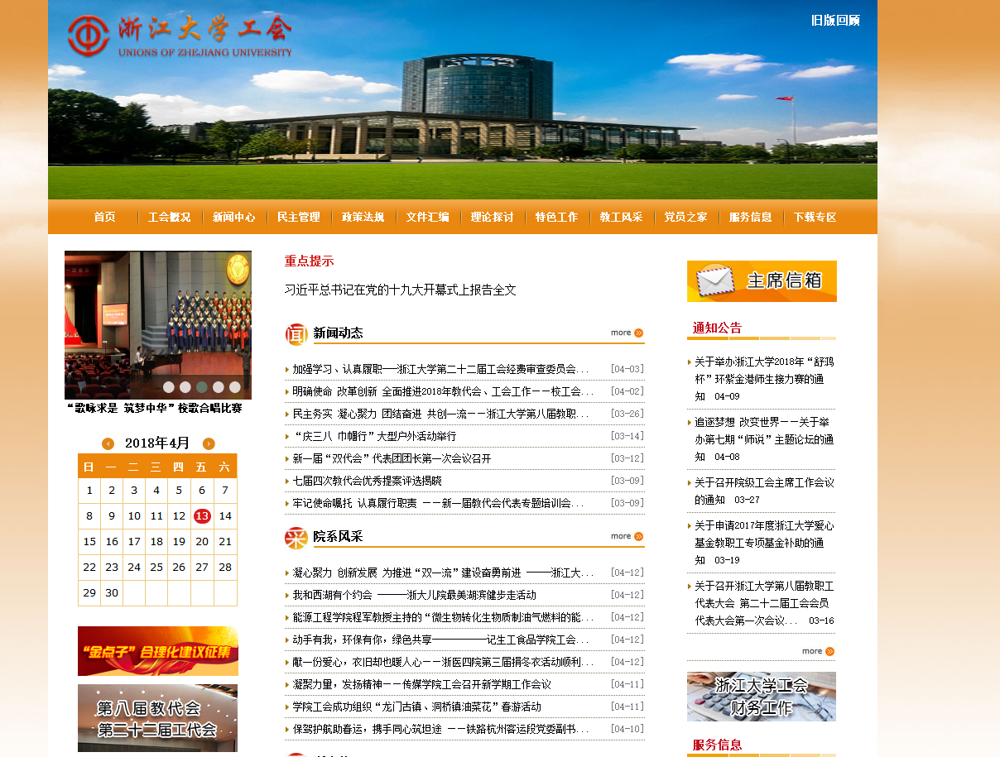 浙江大学工会
UNIONS OF ZHEJIANG UNIVERSITY
旧版回顾
首页 工会概况 新闻中心 民主管理 政策法规 文件汇编 理论探讨 特色工作 教工风采 党员之家 服务信息 下载专区
“歌咏求是 筑梦中华”校歌合唱比赛
2018年4月
日 一 二 三 四 五 六
1 2 3 4 5 6 7
8 9 10 11 12 13 14
15 16 17 18 19 20 21
22 23 24 25 26 27 28
29 30
“金点子”合理化建议征集
第八届教代会
第二十二届工代会
重点提示
习近平总书记在党的十九大开幕式上报告全文
闻 新闻动态 more
加强学习、认真履职——浙江大学第二十二届工会经费审查委员会... [04-03]
明确使命 改革创新 全面推进2018年教代会、工会工作——校工会... [04-02]
民主务实 凝心聚力 团结奋进 共创一流——浙江大学第八届教职... [03-26]
“庆三八 巾帼行”大型户外活动举行 [03-14]
新一届“双代会”代表团团长第一次会议召开 [03-12]
七届四次教代会优秀提案评选揭晓 [03-09]
牢记使命嘱托 认真履行职责 ——新一届教代会代表专题培训会... [03-09]
采 院系风采 more
凝心聚力 创新发展 为推进“双一流”建设奋勇前进 ———浙江大... [04-12]
我和西湖有个约会 ———浙大儿院最美湖滨健步走活动 [04-12]
能源工程学院程军教授主持的“微生物转化生物质制油气燃料的能... [04-12]
动手有我，环保有你，绿色共享——————记生工食品学院工会... [04-12]
献一份爱心，衣旧却也暖人心——浙医四院第三届捐冬衣活动顺利... [04-12]
凝聚力量，发扬精神——传媒学院工会召开新学期工作会议 [04-11]
学院工会成功组织“龙门古镇、洞桥镇油菜花”春游活动 [04-11]
保驾护航助春运，携手同心筑坦途 ——铁路杭州客运段党委副书... [04-10]
主席信箱
通知公告
关于举办浙江大学2018年“舒鸿
杯”环紫金港师生接力赛的通
知 04-09
追逐梦想 改变世界——关于举
办第七期“师说”主题论坛的通
知 04-08
关于召开院级工会主席工作会议
的通知 03-27
关于申请2017年度浙江大学爱心
基金教职工专项基金补助的通
知 03-19
关于召开浙江大学第八届教职工
代表大会 第二十二届工会会员
代表大会第一次会议... 03-16
more
浙江大学工会
财务工作
服务信息